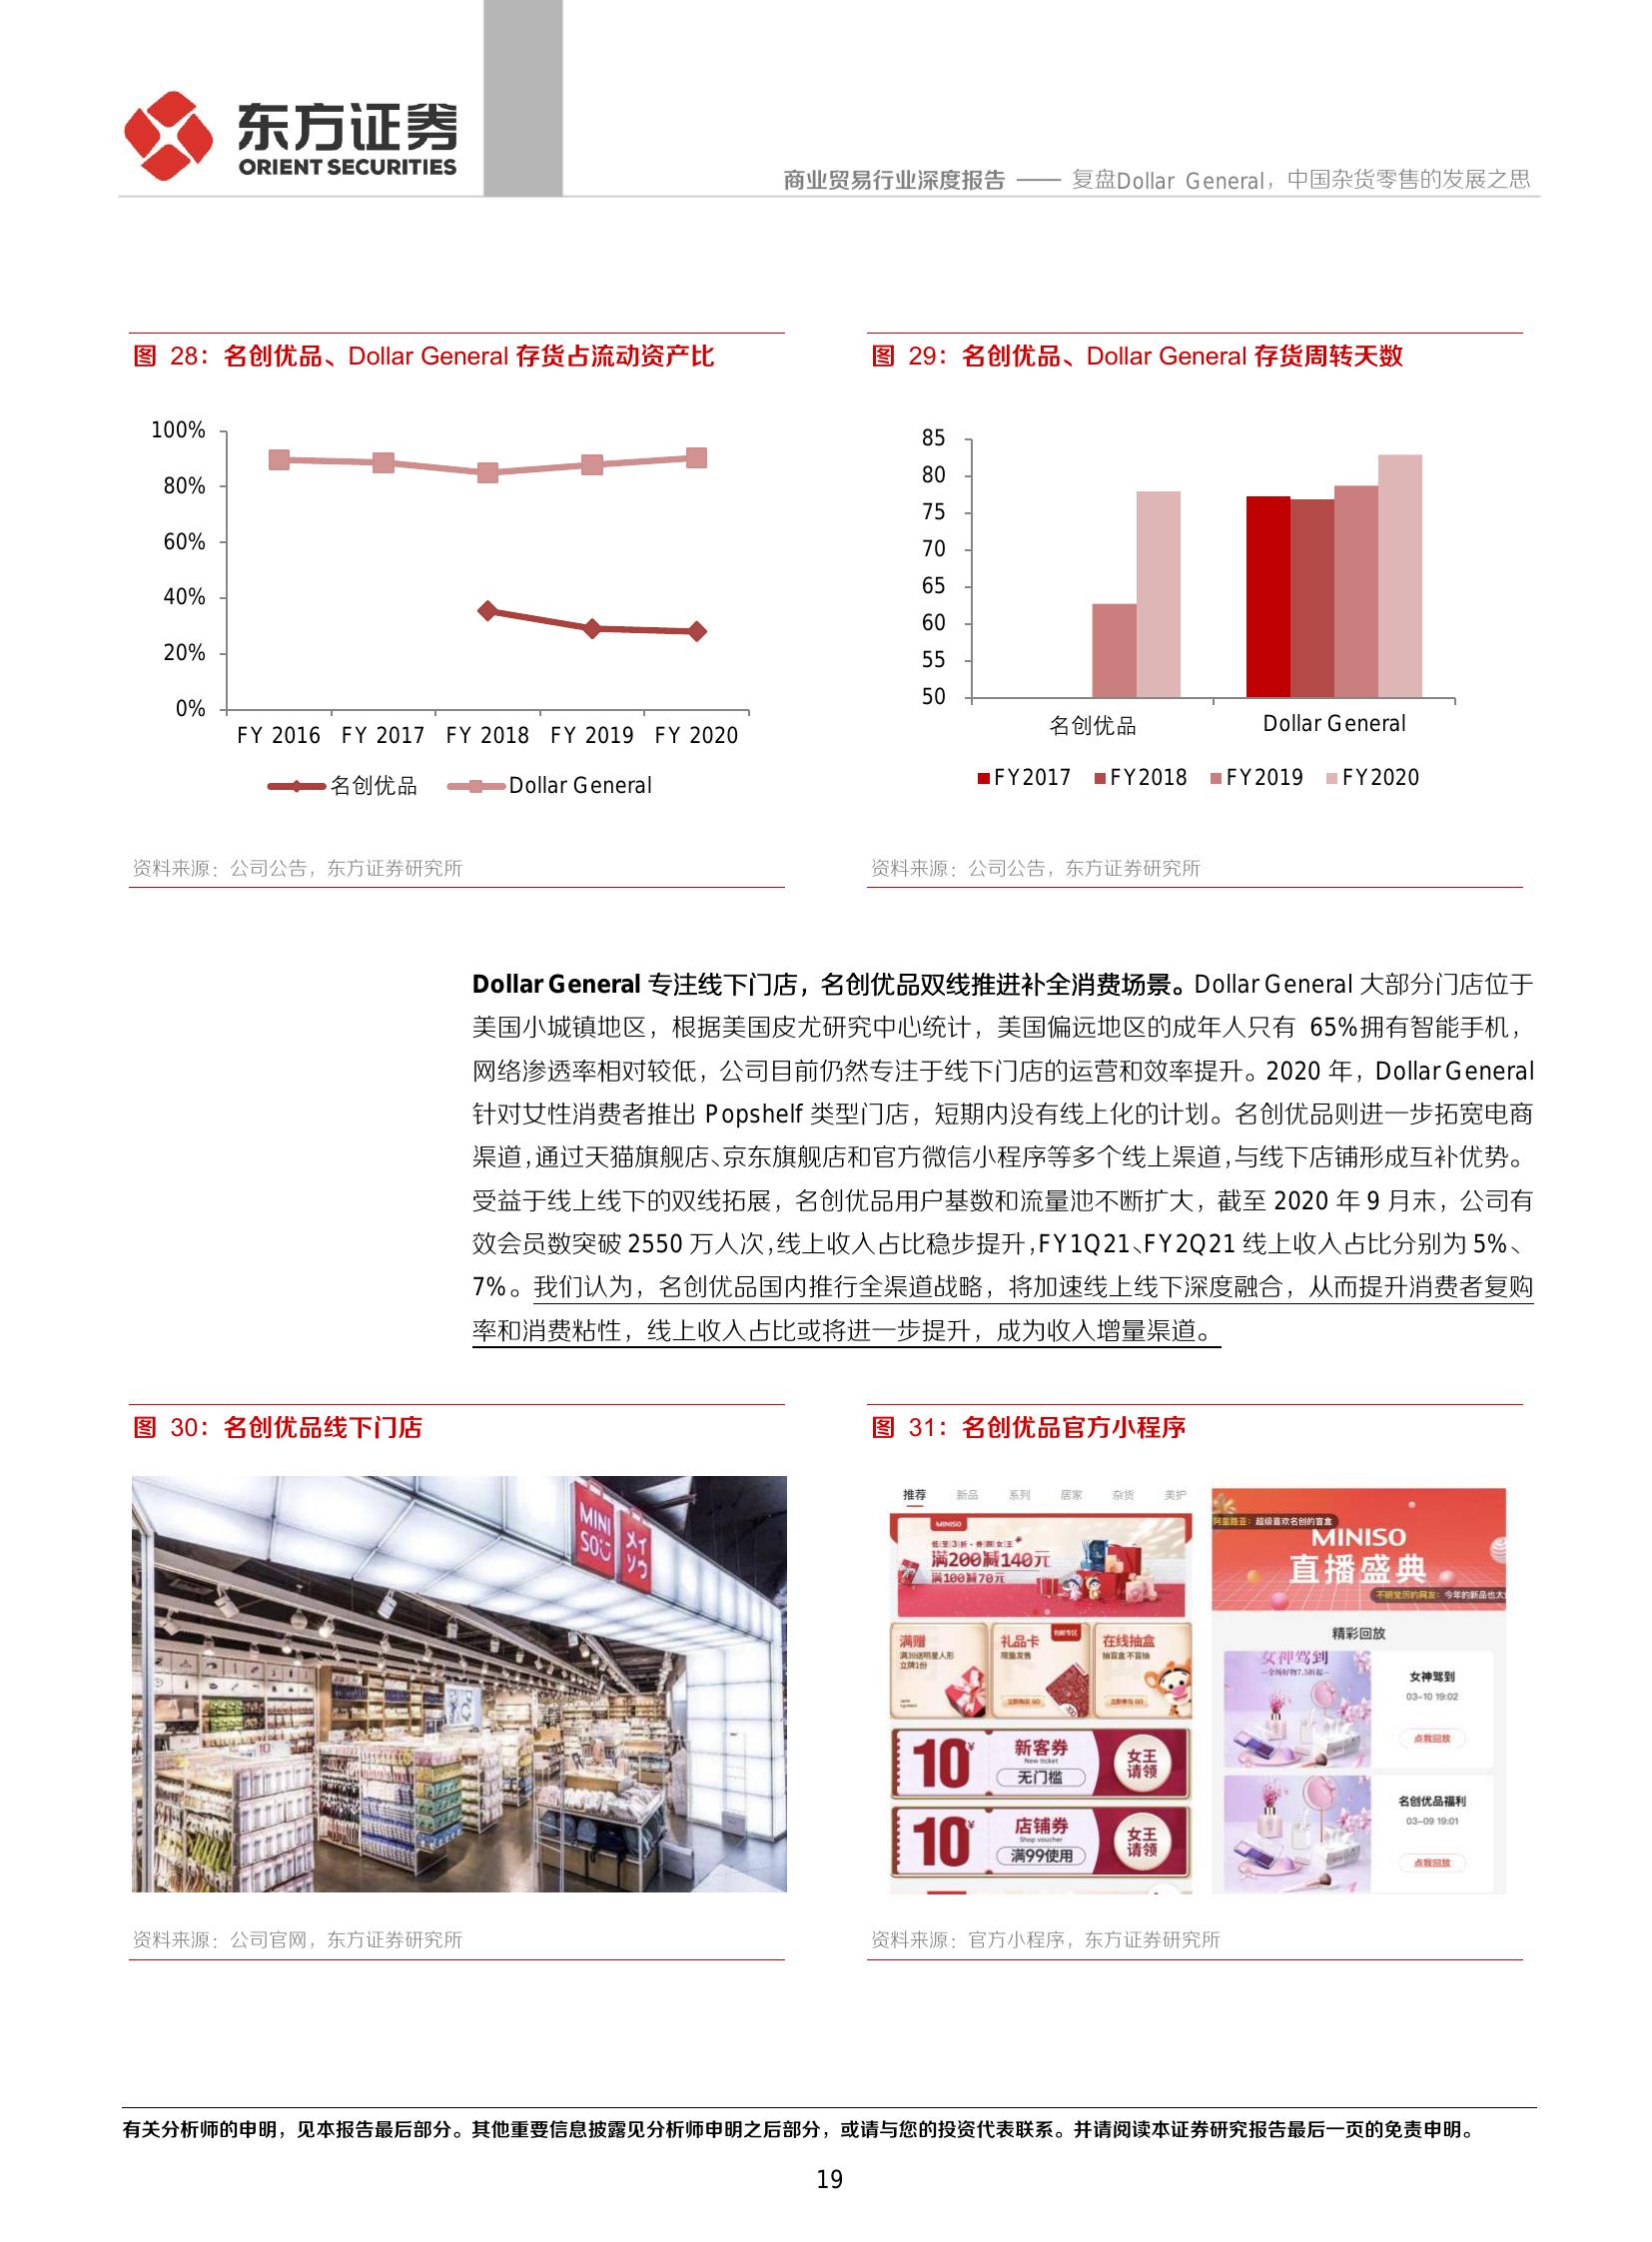 东方证券
ORIENT SECURITIES
商业贸易行业深度报告 —— 复盘Dollar General，中国杂货零售的发展之思
图 28：名创优品、Dollar General 存货占流动资产比
100%
80%
60%
40%
20%
0%
FY 2016 FY 2017 FY 2018 FY 2019 FY 2020
名创优品 Dollar General
资料来源：公司公告，东方证券研究所
图 29：名创优品、Dollar General 存货周转天数
85
80
75
70
65
60
55
50
名创优品 Dollar General
FY2017 FY2018 FY2019 FY2020
资料来源：公司公告，东方证券研究所
Dollar General 专注线下门店，名创优品双线推进补全消费场景。Dollar General 大部分门店位于
美国小城镇地区，根据美国皮尤研究中心统计，美国偏远地区的成年人只有 65%拥有智能手机，
网络渗透率相对较低，公司目前仍然专注于线下门店的运营和效率提升。2020 年，Dollar General
针对女性消费者推出 Popshelf 类型门店，短期内没有线上化的计划。名创优品则进一步拓宽电商
渠道，通过天猫旗舰店、京东旗舰店和官方微信小程序等多个线上渠道，与线下店铺形成互补优势。
受益于线上线下的双线拓展，名创优品用户基数和流量池不断扩大，截至 2020 年 9 月末，公司有
效会员数突破 2550 万人次，线上收入占比稳步提升，FY1Q21、FY2Q21 线上收入占比分别为 5%、
7%。我们认为，名创优品国内推行全渠道战略，将加速线上线下深度融合，从而提升消费者复购
率和消费粘性，线上收入占比或将进一步提升，成为收入增量渠道。
图 30：名创优品线下门店
MINI
SO
メイ
ソウ
资料来源：公司官网，东方证券研究所
图 31：名创优品官方小程序
推荐 新品 系列 居家 杂货 美护
MINISO
满200减140元
满100减70元
满赠
礼品卡
限量发售
在线抽盒
抽盲盒 不盲抽
10¥
新客券
New ticket
无门槛
女王
请领
10¥
店铺券
Shop voucher
满99使用
女王
请领
超级喜欢名创的盲盒
MINISO
直播盛典
今年的新品也太
精彩回放
女神驾到
女神驾到
03-10 19:02
点我回放
名创优品福利
03-09 19:01
点我回放
资料来源：官方小程序，东方证券研究所
有关分析师的申明，见本报告最后部分。其他重要信息披露见分析师申明之后部分，或请与您的投资代表联系。并请阅读本证券研究报告最后一页的免责申明。
19